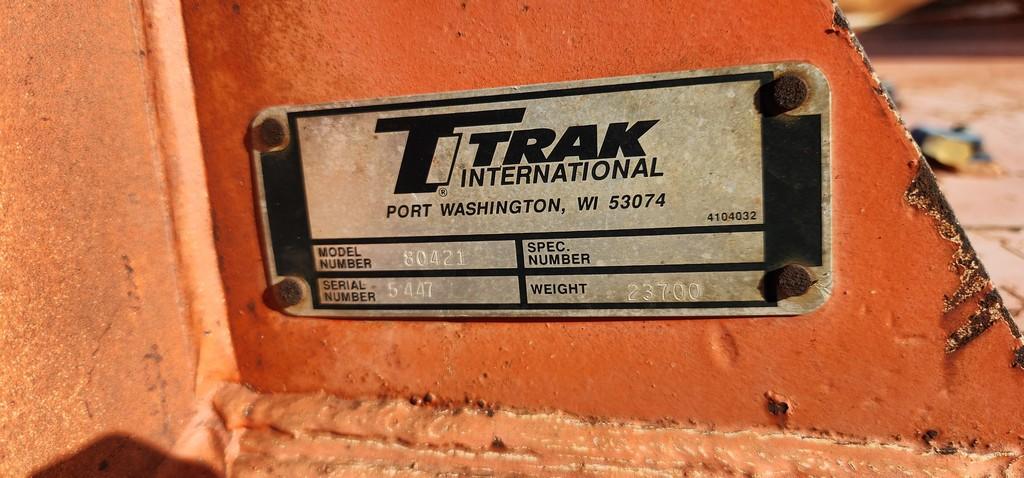 TRAK
INTERNATIONAL
®
PORT WASHINGTON, WI 53074
4104032
MODEL NUMBER 80421
SPEC. NUMBER
SERIAL NUMBER 5447
WEIGHT 23700